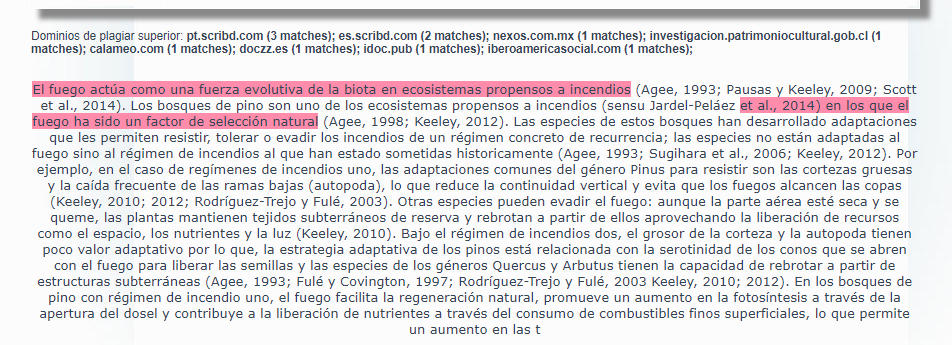 Dominios de plagiar superior: pt.scribd.com (3 matches); es.scribd.com (2 matches); nexos.com.mx (1 matches); investigacion.patrimoniocultural.gob.cl (1
matches); calameo.com (1 matches); doczz.es (1 matches); idoc.pub (1 matches); iberoamericasocial.com (1 matches);
El fuego actúa como una fuerza evolutiva de la biota en ecosistemas propensos a incendios (Agee, 1993; Pausas y Keeley, 2009; Scott
et al., 2014). Los bosques de pino son uno de los ecosistemas propensos a incendios (sensu Jardel-Peláez et al., 2014) en los que el
fuego ha sido un factor de selección natural (Agee, 1998; Keeley, 2012). Las especies de estos bosques han desarrollado adaptaciones
que les permiten resistir, tolerar o evadir los incendios de un régimen concreto de recurrencia; las especies no están adaptadas al
fuego sino al régimen de incendios al que han estado sometidas historicamente (Agee, 1993; Sugihara et al., 2006; Keeley, 2012). Por
ejemplo, en el caso de regímenes de incendios uno, las adaptaciones comunes del género Pinus para resistir son las cortezas gruesas
y la caída frecuente de las ramas bajas (autopoda), lo que reduce la continuidad vertical y evita que los fuegos alcancen las copas
(Keeley, 2010; 2012; Rodríguez-Trejo y Fulé, 2003). Otras especies pueden evadir el fuego: aunque la parte aérea esté seca y se
queme, las plantas mantienen tejidos subterráneos de reserva y rebrotan a partir de ellos aprovechando la liberación de recursos
como el espacio, los nutrientes y la luz (Keeley, 2010). Bajo el régimen de incendios dos, el grosor de la corteza y la autopoda tienen
poco valor adaptativo por lo que, la estrategia adaptativa de los pinos está relacionada con la serotinidad de los conos que se abren
con el fuego para liberar las semillas y las especies de los géneros Quercus y Arbutus tienen la capacidad de rebrotar a partir de
estructuras subterráneas (Agee, 1993; Fulé y Covington, 1997; Rodríguez-Trejo y Fulé, 2003 Keeley, 2010; 2012). En los bosques de
pino con régimen de incendio uno, el fuego facilita la regeneración natural, promueve un aumento en la fotosíntesis a través de la
apertura del dosel y contribuye a la liberación de nutrientes a través del consumo de combustibles finos superficiales, lo que permite
un aumento en las t